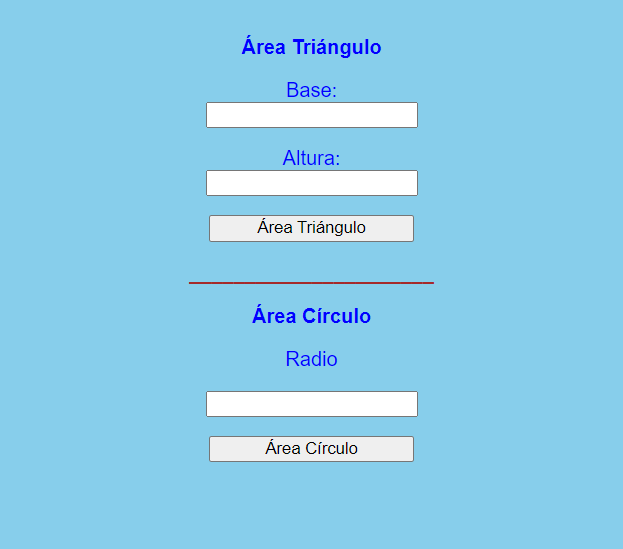 Área Triángulo
Base:
Altura:
Área Triángulo
Área Círculo
Radio
Área Círculo